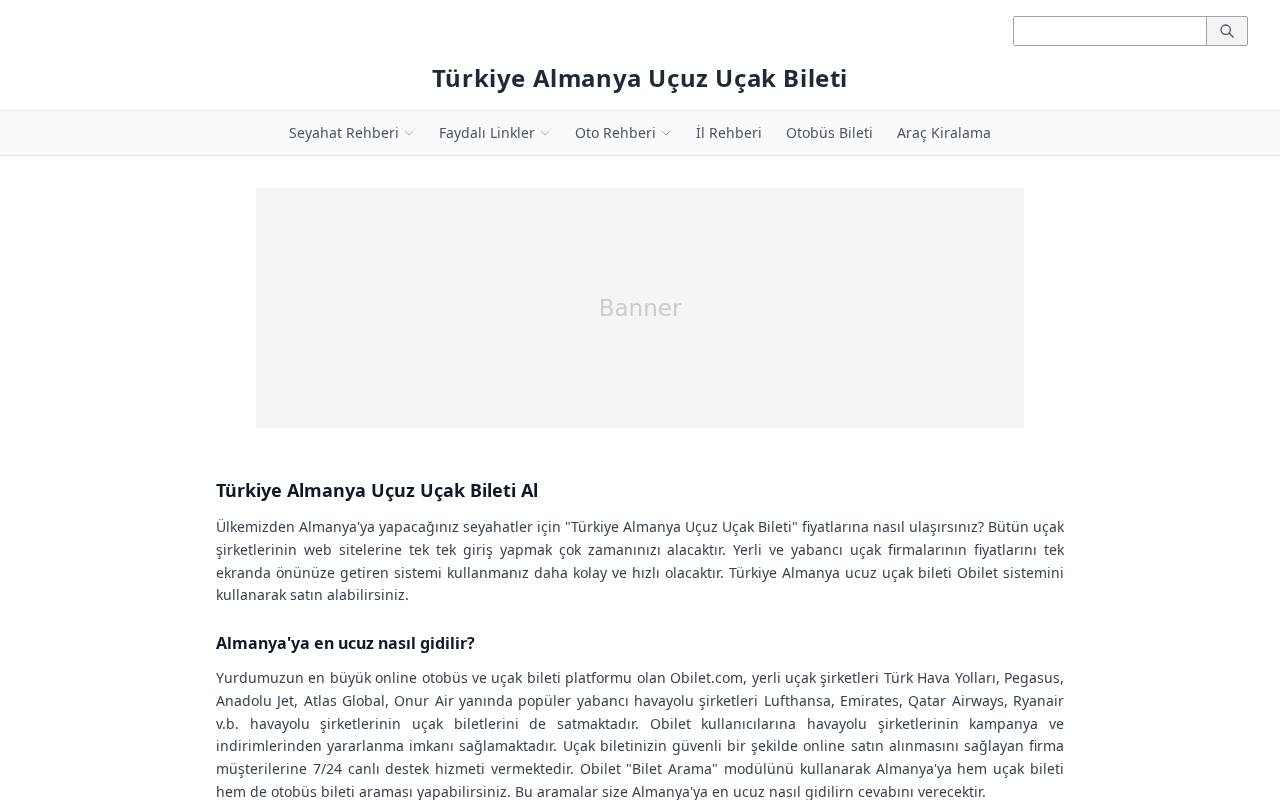 Türkiye Almanya Uçuz Uçak Bileti
Seyahat Rehberi
Faydalı Linkler
Oto Rehberi
İl Rehberi
Otobüs Bileti
Araç Kiralama
Banner
Türkiye Almanya Uçuz Uçak Bileti Al
Ülkemizden Almanya'ya yapacağınız seyahatler için "Türkiye Almanya Uçuz Uçak Bileti" fiyatlarına nasıl ulaşırsınız? Bütün uçak
şirketlerinin web sitelerine tek tek giriş yapmak çok zamanınızı alacaktır. Yerli ve yabancı uçak firmalarının fiyatlarını tek
ekranda önünüze getiren sistemi kullanmanız daha kolay ve hızlı olacaktır. Türkiye Almanya ucuz uçak bileti Obilet sistemini
kullanarak satın alabilirsiniz.
Almanya'ya en ucuz nasıl gidilir?
Yurdumuzun en büyük online otobüs ve uçak bileti platformu olan Obilet.com, yerli uçak şirketleri Türk Hava Yolları, Pegasus,
Anadolu Jet, Atlas Global, Onur Air yanında popüler yabancı havayolu şirketleri Lufthansa, Emirates, Qatar Airways, Ryanair
v.b. havayolu şirketlerinin uçak biletlerini de satmaktadır. Obilet kullanıcılarına havayolu şirketlerinin kampanya ve
indirimlerinden yararlanma imkanı sağlamaktadır. Uçak biletinizin güvenli bir şekilde online satın alınmasını sağlayan firma
müşterilerine 7/24 canlı destek hizmeti vermektedir. Obilet "Bilet Arama" modülünü kullanarak Almanya'ya hem uçak bileti
hem de otobüs bileti araması yapabilirsiniz. Bu aramalar size Almanya'ya en ucuz nasıl gidilirn cevabını verecektir.